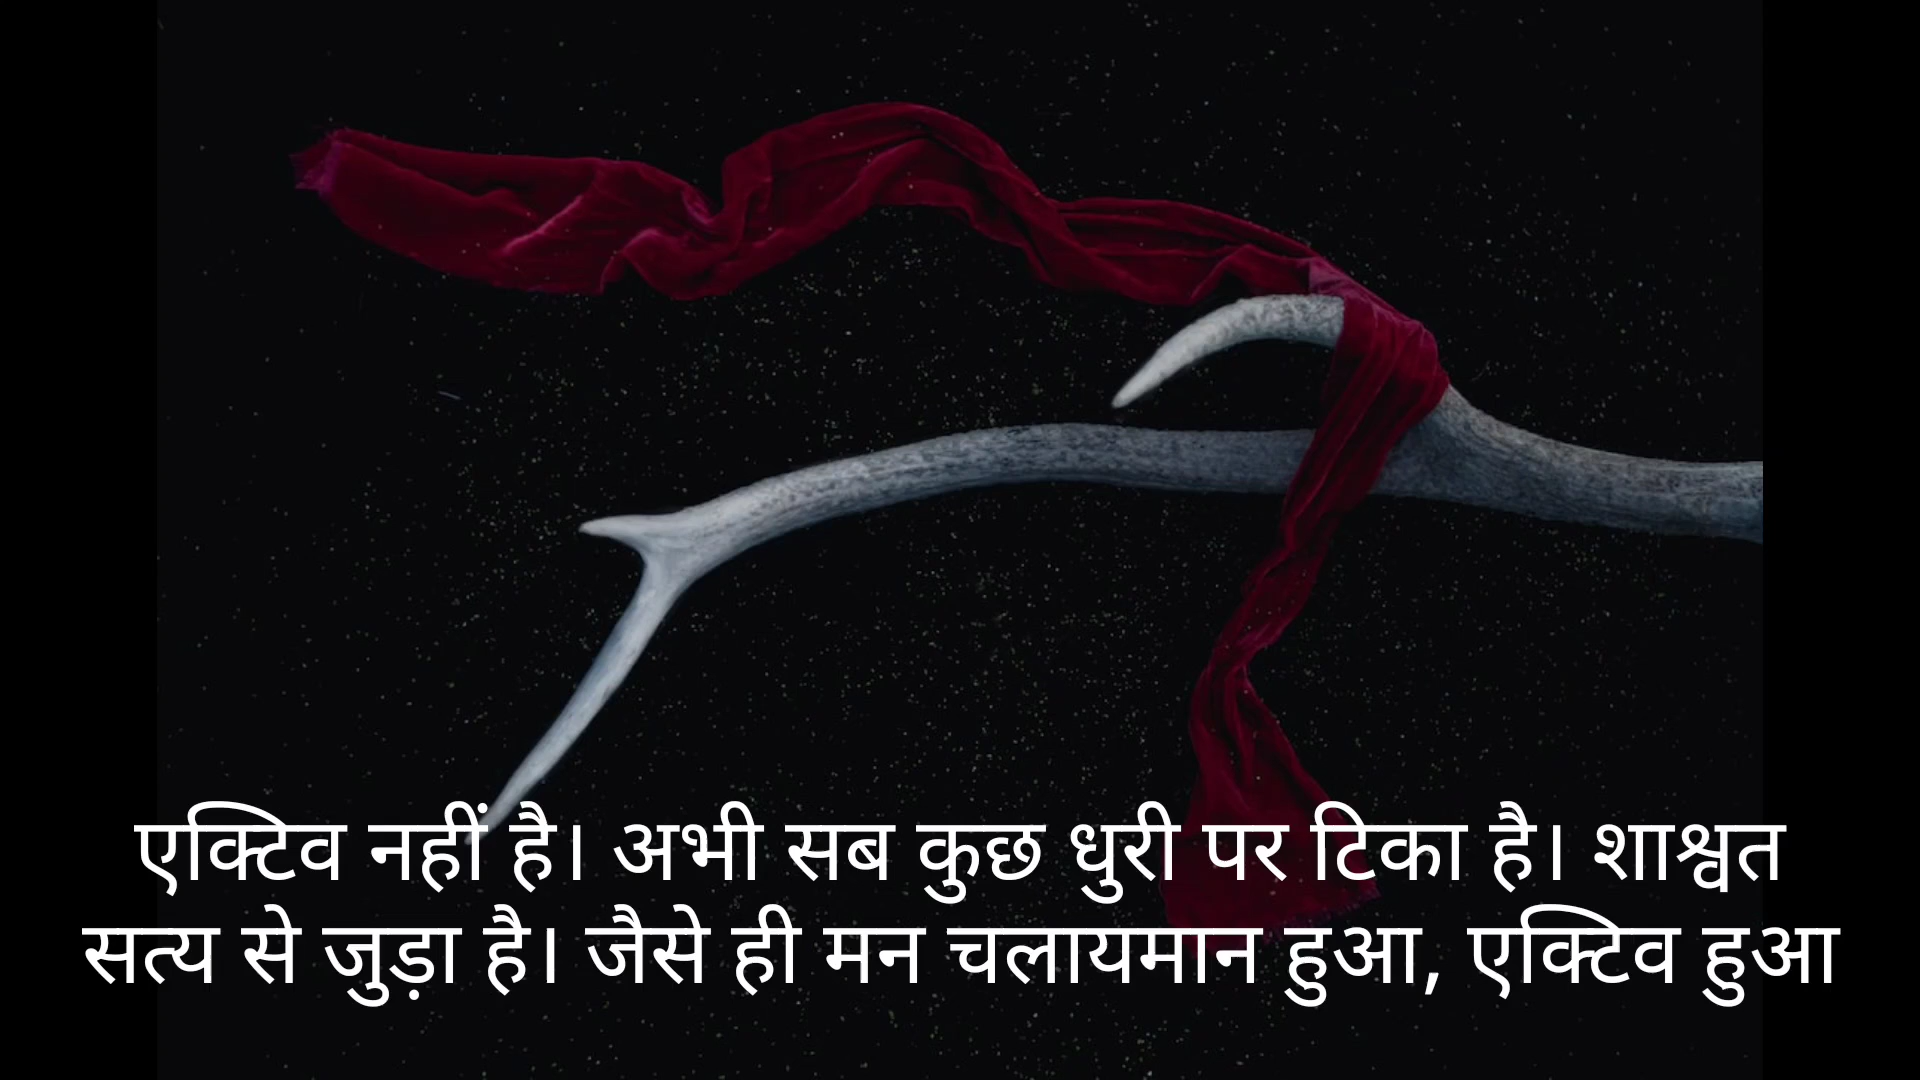 एक्टिव नहीं है। अभी सब कुछ धुरी पर टिका है। शाश्वत
सत्य से जुड़ा है। जैसे ही मन चलायमान हुआ, एक्टिव हुआ